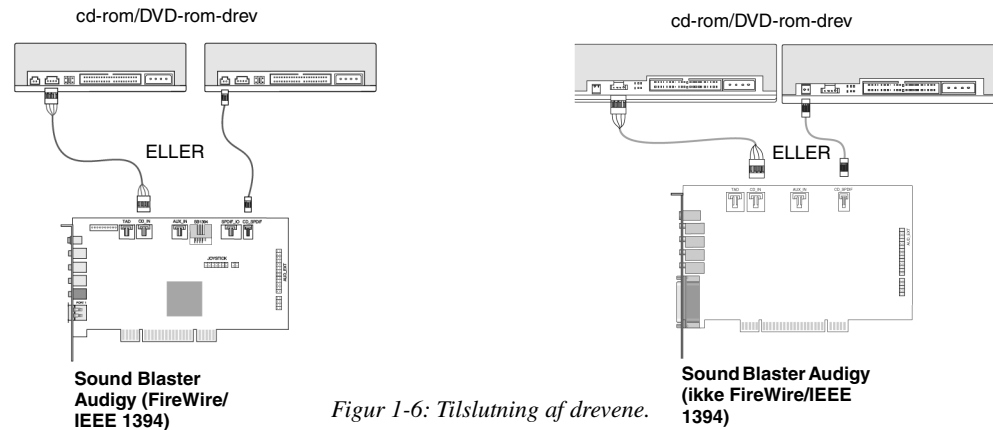 cd-rom/DVD-rom-drev
ELLER
TAD CD_IN AUX_IN SB1394 SPDIF_IO CD_SPDIF
JOYSTICK
AUD_EXT
Sound Blaster
Audigy (FireWire/
IEEE 1394)
cd-rom/DVD-rom-drev
ELLER
TAD CD_IN AUX_IN CD_SPDIF
AUD_EXT
Sound Blaster Audigy
(ikke FireWire/IEEE
1394)
Figur 1-6: Tilslutning af drevene.